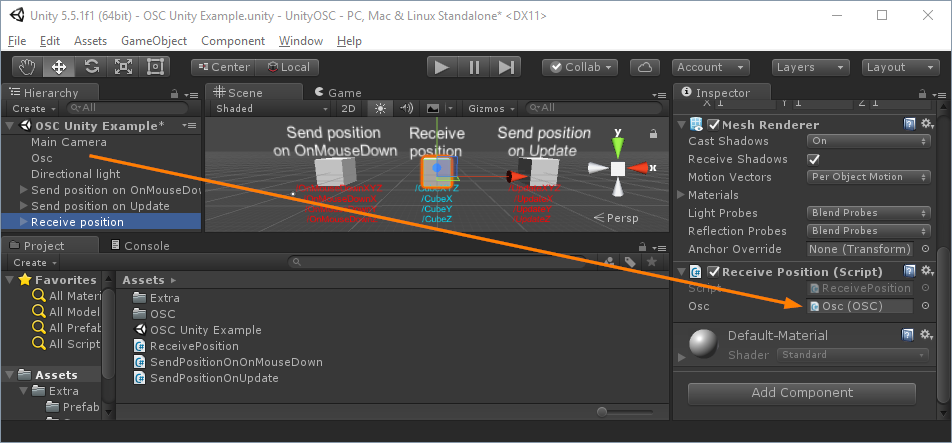 Unity 5.5.1f1 (64bit) - OSC Unity Example.unity - UnityOSC - PC, Mac & Linux Standalone* <DX11>
File Edit Assets GameObject Component Window Help
Center Local Collab Account Layers Layout
Hierarchy
Create All
OSC Unity Example*
Main Camera
Osc
Directional light
Send position on OnMouseDov
Send position on Update
Receive position
Scene Game
Shaded 2D Gizmos All
Send position
on OnMouseDown
Receive
position
Send position
on Update
/CubeX
/CubeY
/CubeZ
y
x
Persp
Inspector
X 1 Y 1 Z 1
Mesh Renderer
Cast Shadows On
Receive Shadows
Motion Vectors Per Object Motion
Materials
Light Probes Blend Probes
Reflection Probes Blend Probes
Anchor Override None (Transform)
Receive Position (Script)
Script ReceivePosition
Osc Osc (OSC)
Default-Material
Shader Standard
Add Component
Project Console
Create
Favorites
All Materi
All Model
All Prefab
All Script
Assets
Extra
Prefab
Assets
Extra
OSC
OSC Unity Example
ReceivePosition
SendPositionOnOnMouseDown
SendPositionOnUpdate